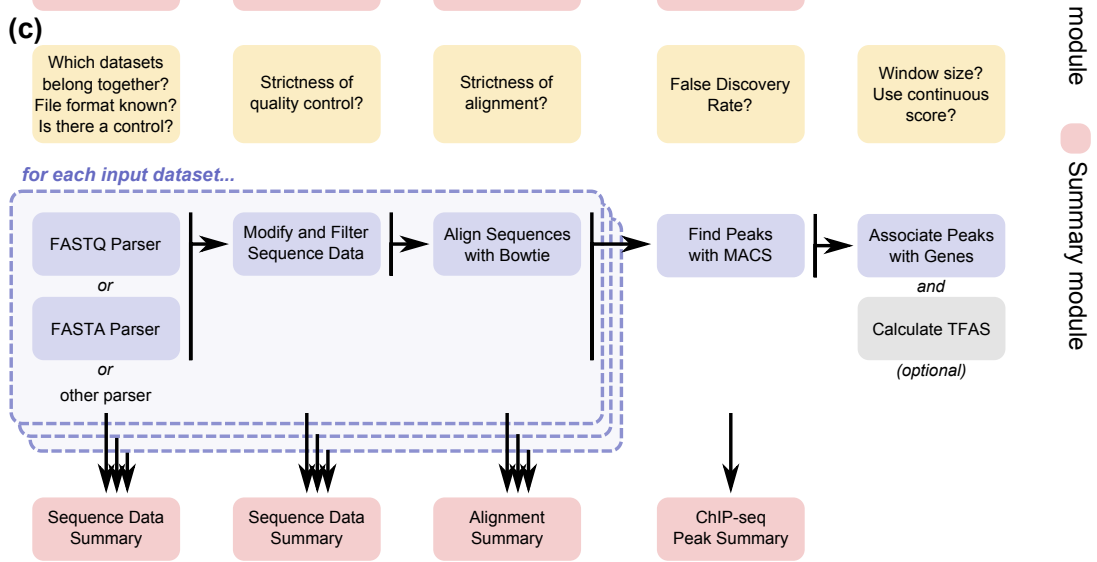 (c)
Which datasets
belong together?
File format known?
Is there a control?
Strictness of
quality control?
Strictness of
alignment?
False Discovery
Rate?
Window size?
Use continuous
score?
for each input dataset...
FASTQ Parser
or
FASTA Parser
or
other parser
Modify and Filter
Sequence Data
Align Sequences
with Bowtie
Find Peaks
with MACS
Associate Peaks
with Genes
and
Calculate TFAS
(optional)
Sequence Data
Summary
Sequence Data
Summary
Alignment
Summary
ChIP-seq
Peak Summary
module
Summary module